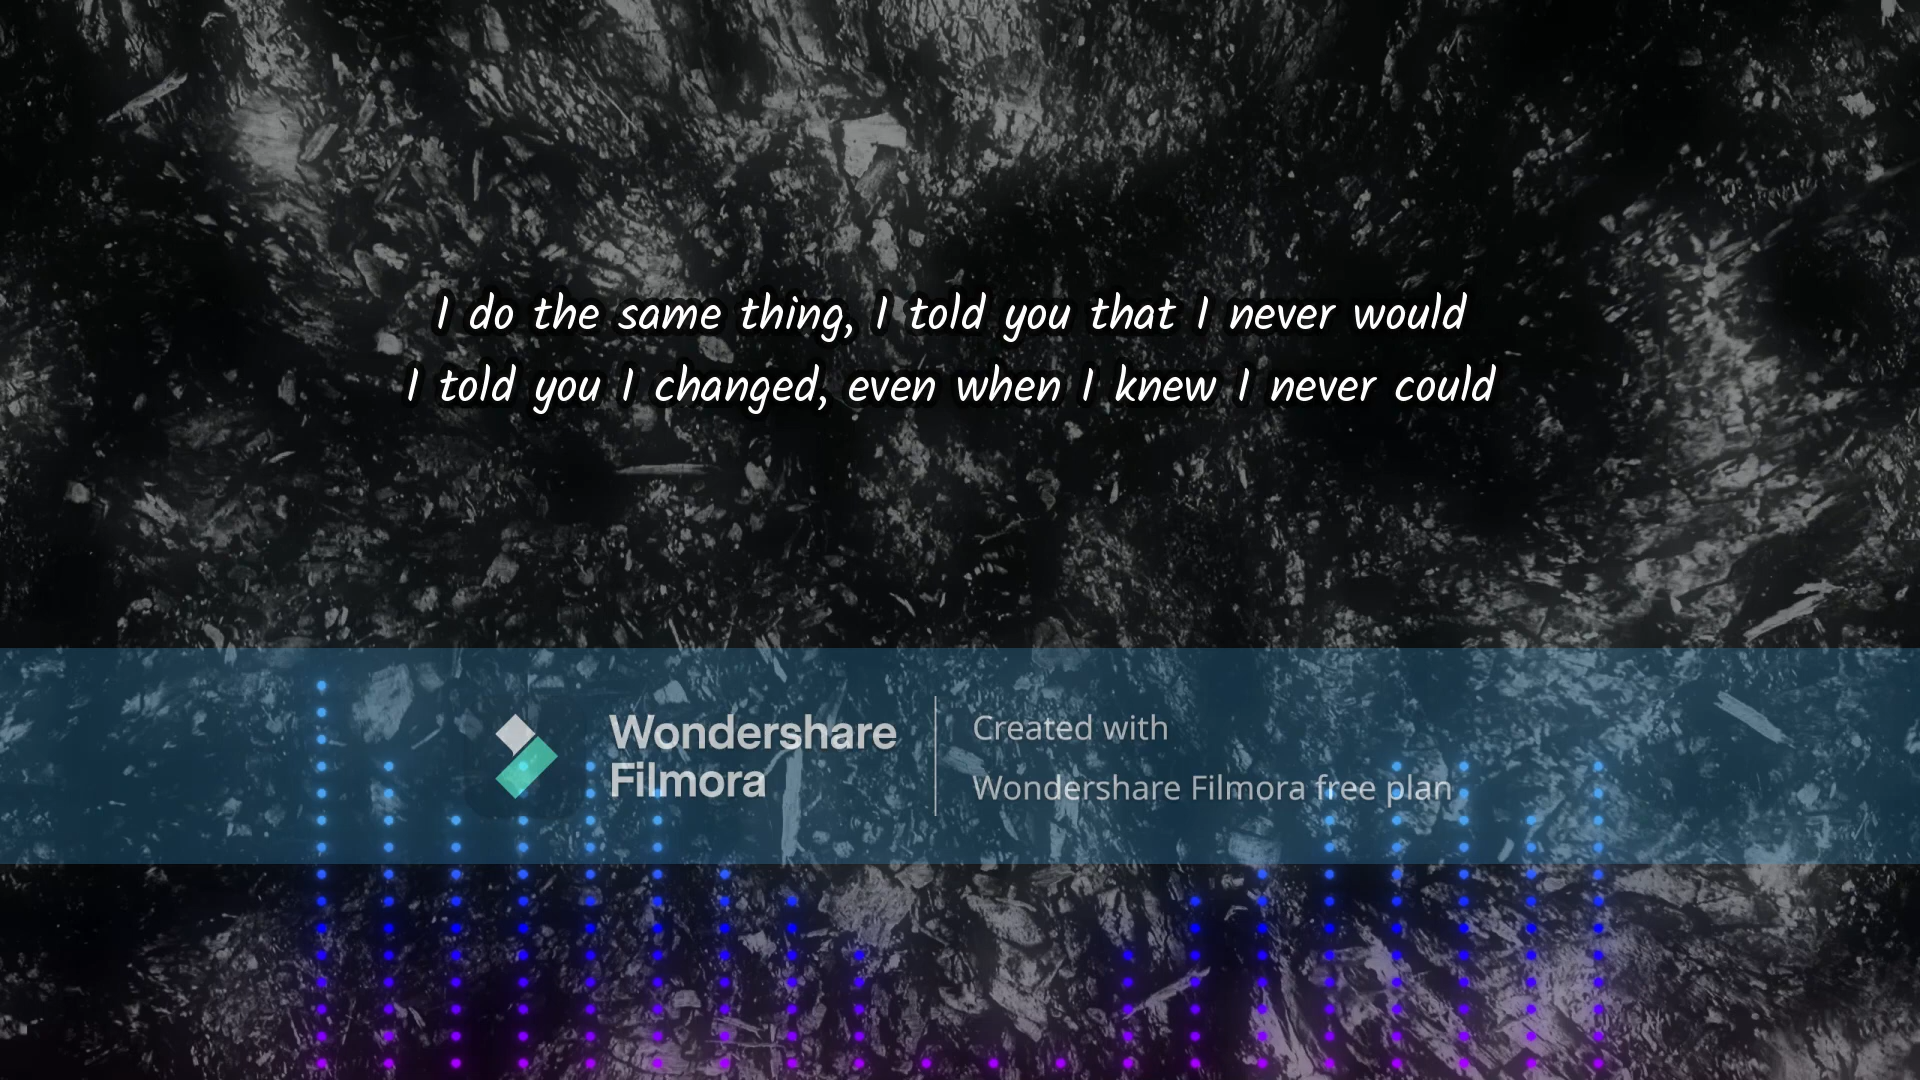 I do the same thing, I told you that I never would
I told you I changed, even when I knew I never could
Wondershare
Filmora
Created with
Wondershare Filmora free plan